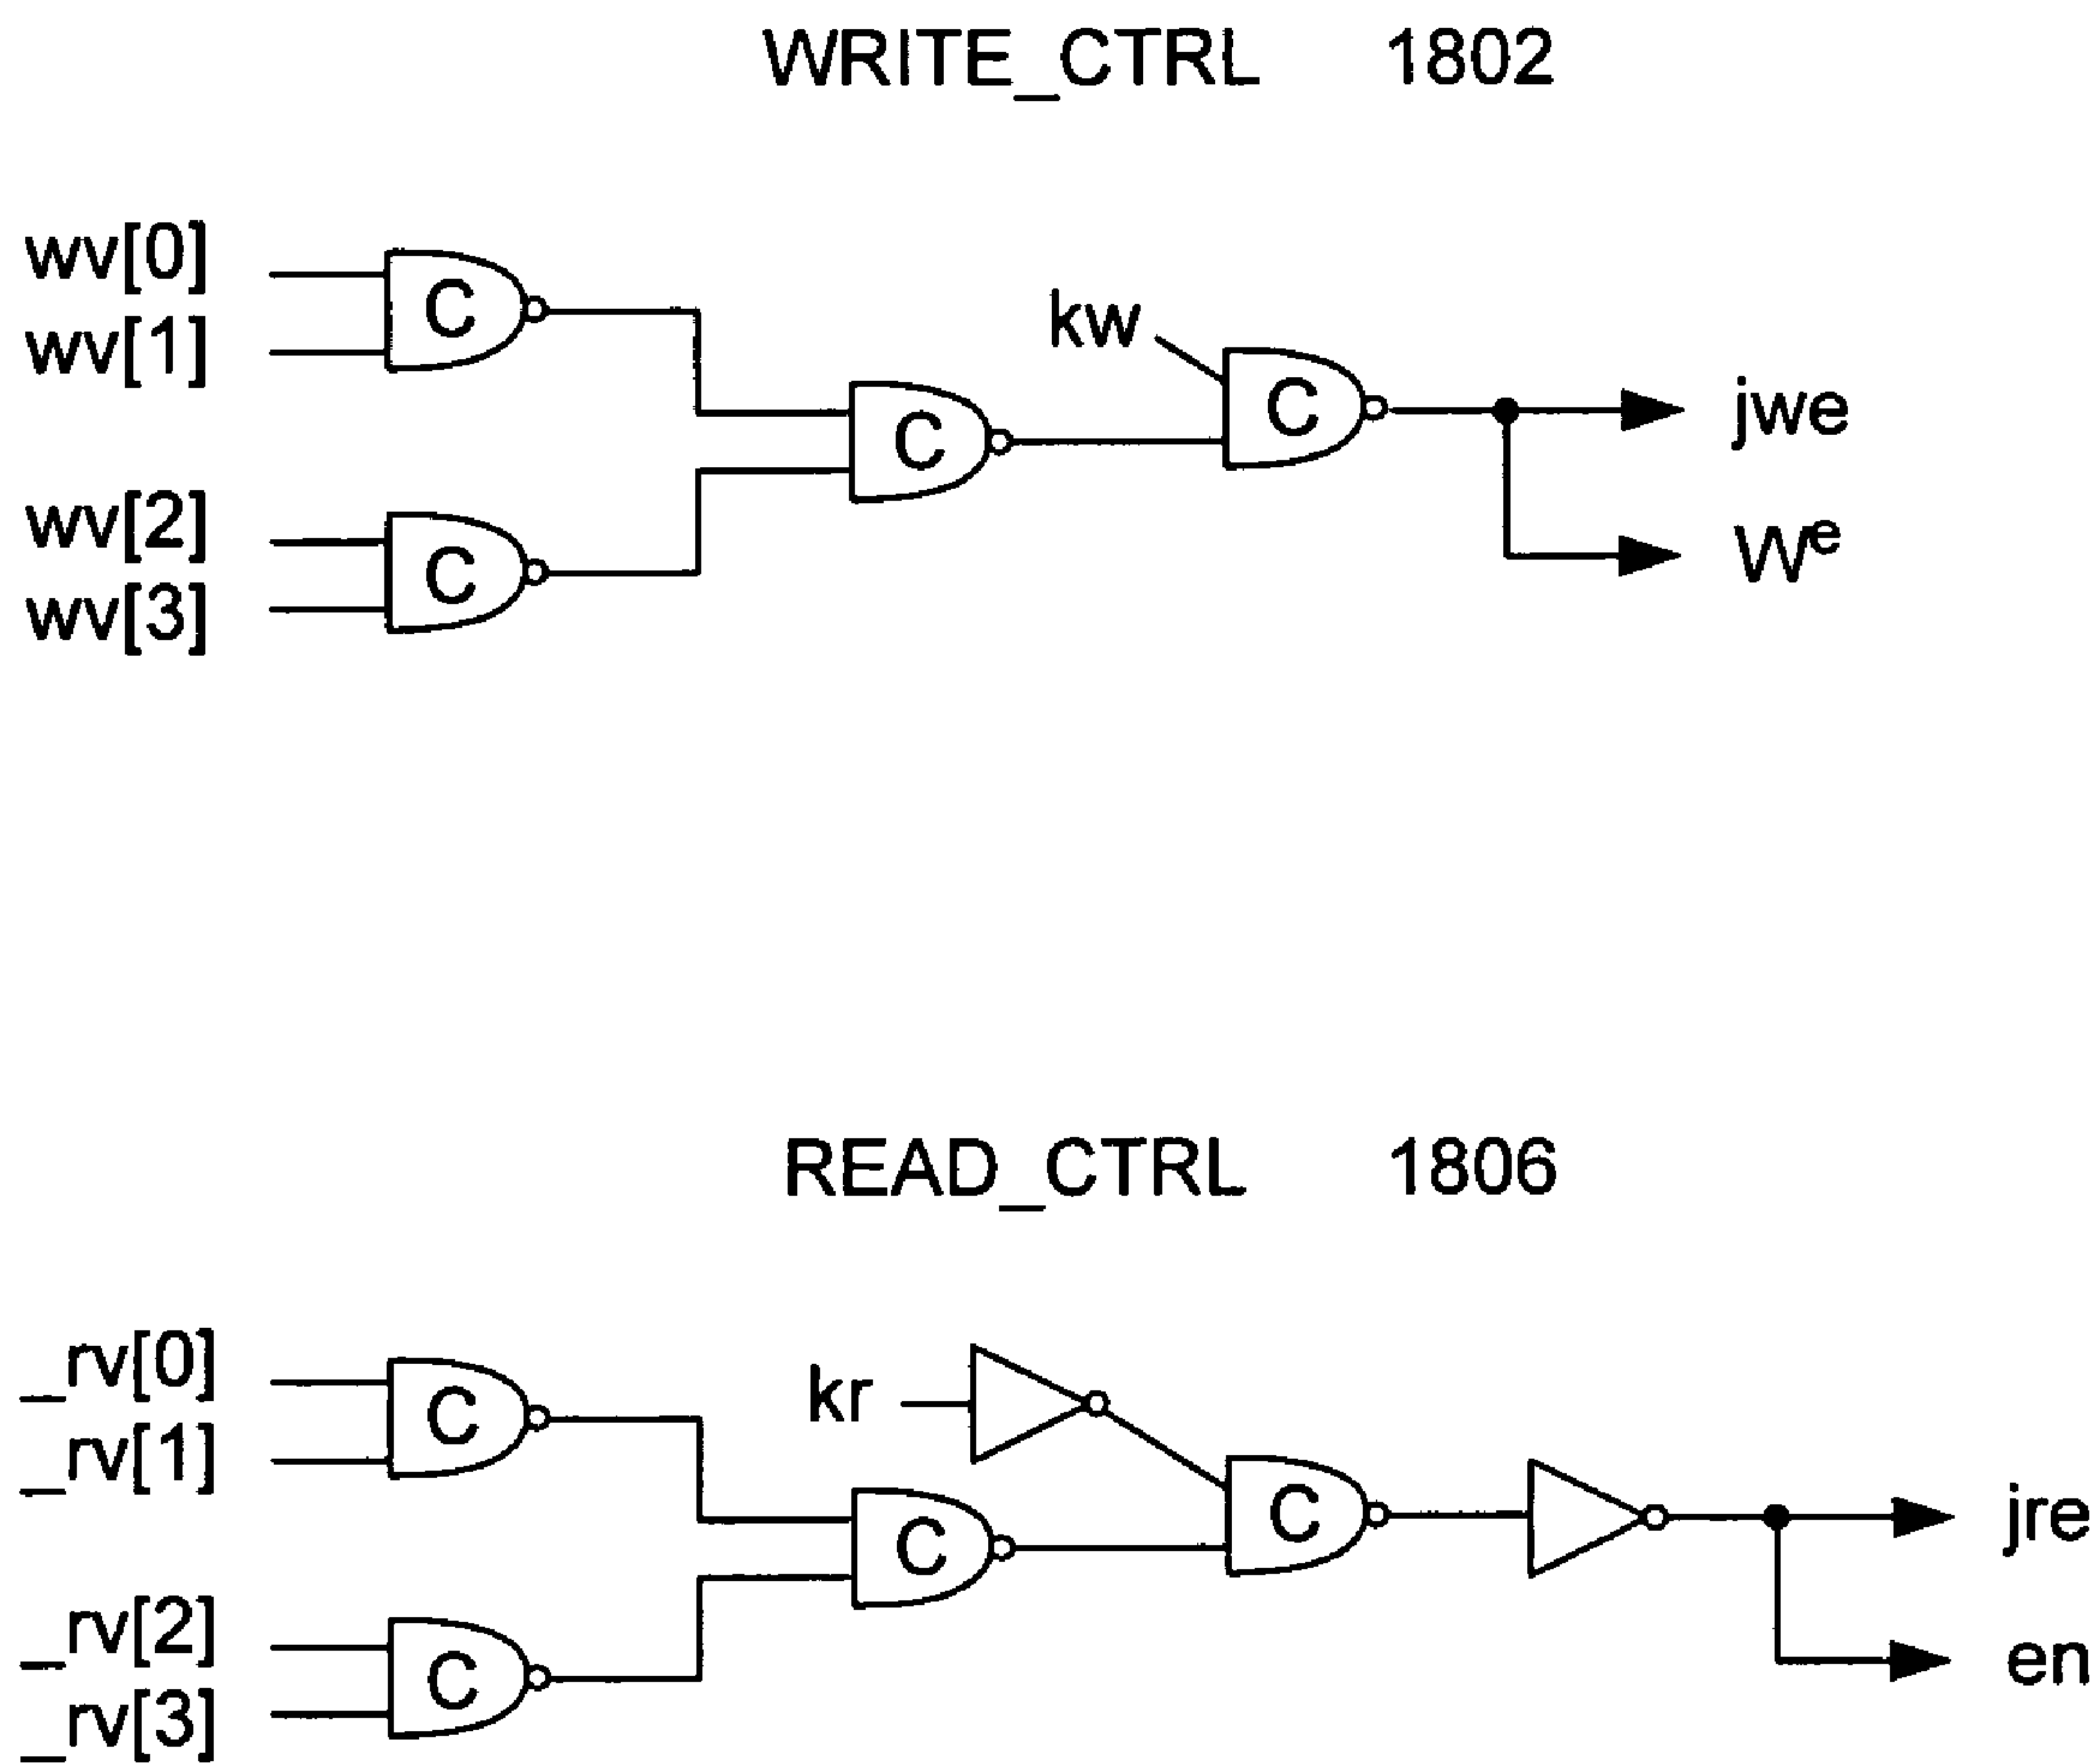 WRITE_CTRL 1802
wv[0]
C
kw
wv[1]
C
jwe
C
wv[2]
C
W^e
wv[3]
READ_CTRL 1806
_rv[0]
kr
C
_rv[1]
C
jre
C
_rv[2]
en
C
_rv[3]